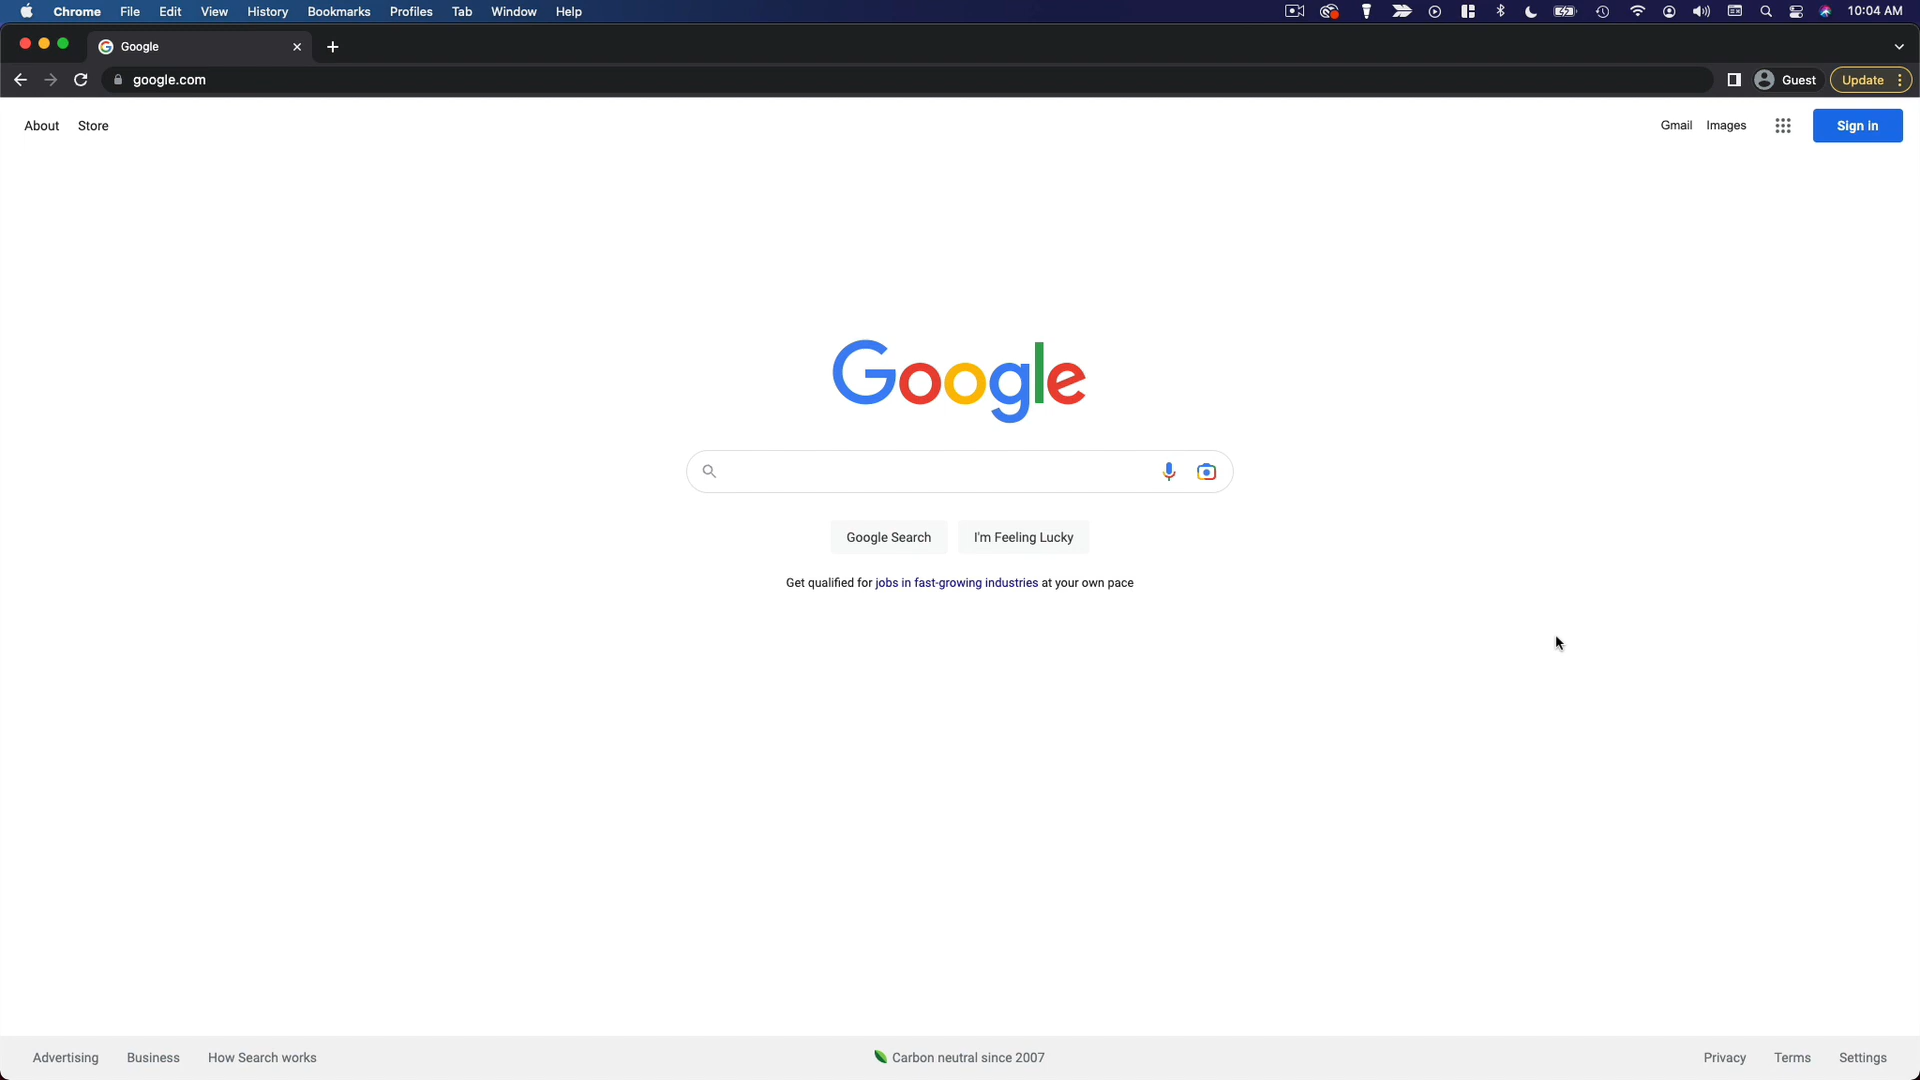 Chrome File Edit View History Bookmarks Profiles Tab Window Help 10:04 AM
Google
google.com Guest Update
About Store Gmail Images Sign in
Google
Google Search I'm Feeling Lucky
Get qualified for jobs in fast-growing industries at your own pace
Carbon neutral since 2007
Advertising Business How Search works Privacy Terms Settings